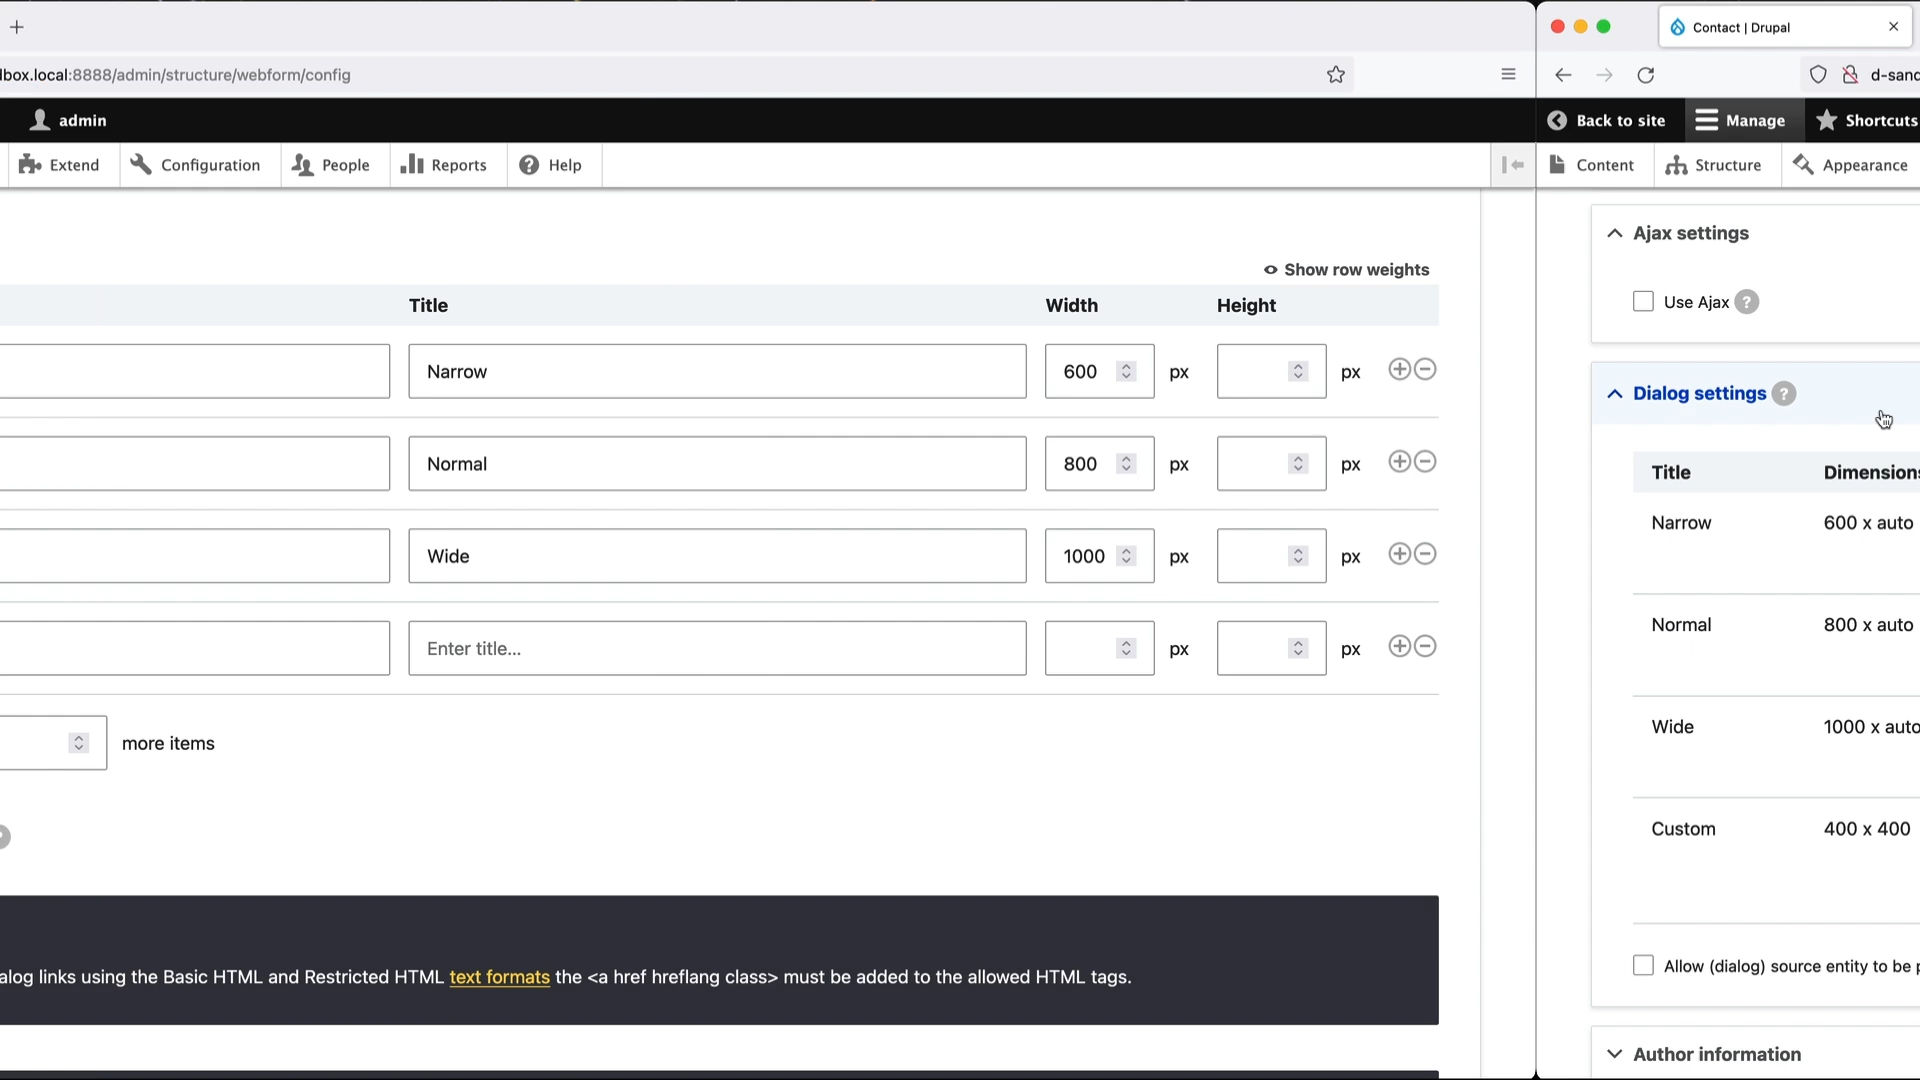 Contact | Drupal
box.local:8888/admin/structure/webform/config
d-sand
admin
Back to site
Manage
Shortcuts
Extend
Configuration
People
Reports
Help
Content
Structure
Appearance
Show row weights
Title
Width
Height
Narrow
600
px
px
Normal
800
px
px
Wide
1000
px
px
Enter title...
px
px
more items
alog links using the Basic HTML and Restricted HTML text formats the <a href hreflang class> must be added to the allowed HTML tags.
Ajax settings
Use Ajax ?
Dialog settings ?
Title
Dimensions
Narrow
600 x auto
Normal
800 x auto
Wide
1000 x auto
Custom
400 x 400
Allow (dialog) source entity to be p
Author information